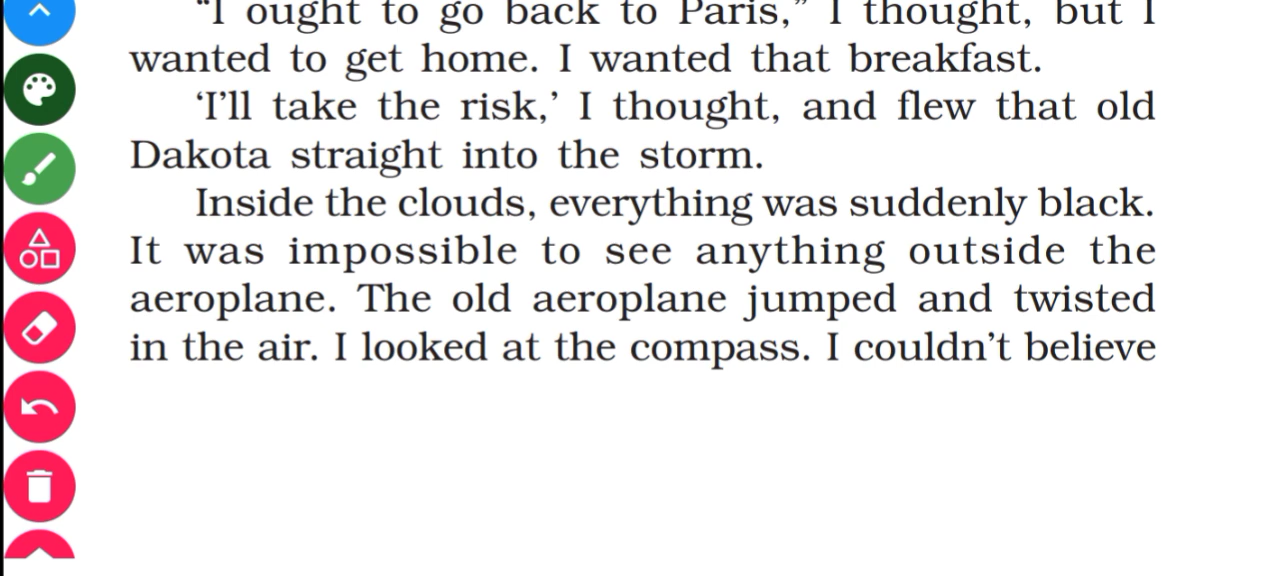 “I ought to go back to Paris,” I thought, but I
wanted to get home. I wanted that breakfast.
‘I’ll take the risk,’ I thought, and flew that old
Dakota straight into the storm.
Inside the clouds, everything was suddenly black.
It was impossible to see anything outside the
aeroplane. The old aeroplane jumped and twisted
in the air. I looked at the compass. I couldn’t believe